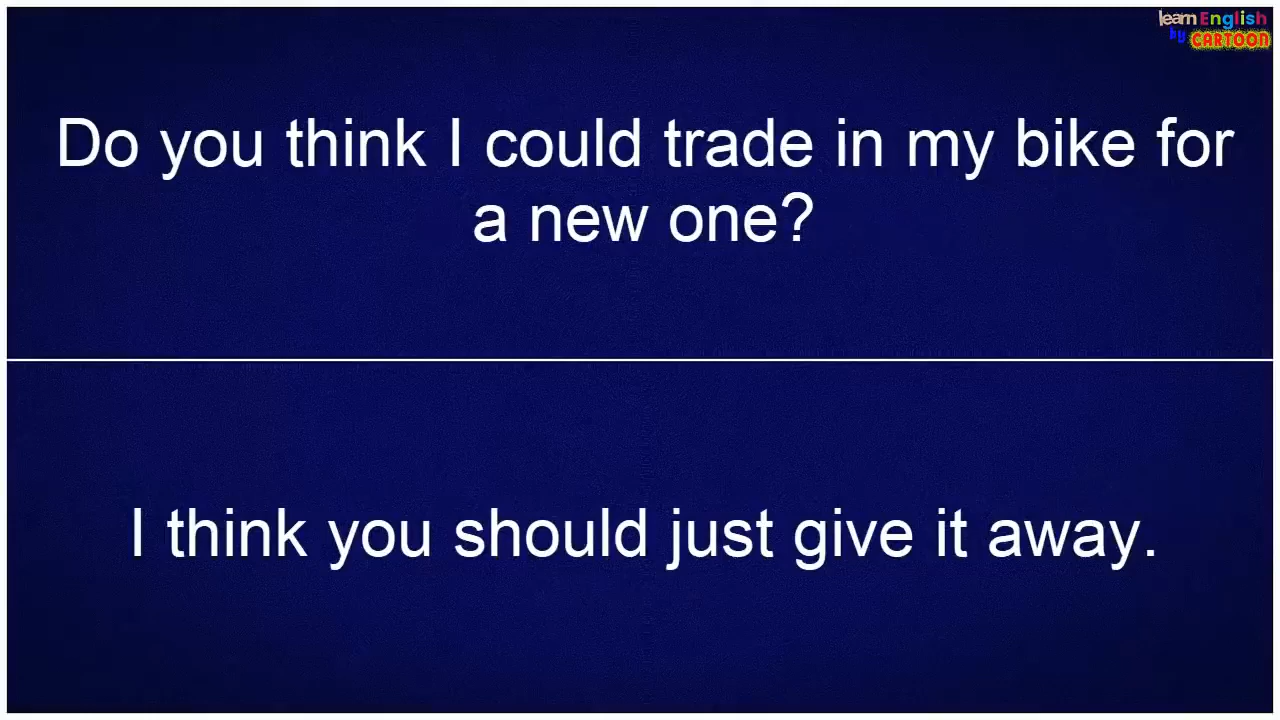 learn English
by CARTOON
Do you think I could trade in my bike for
a new one?
I think you should just give it away.